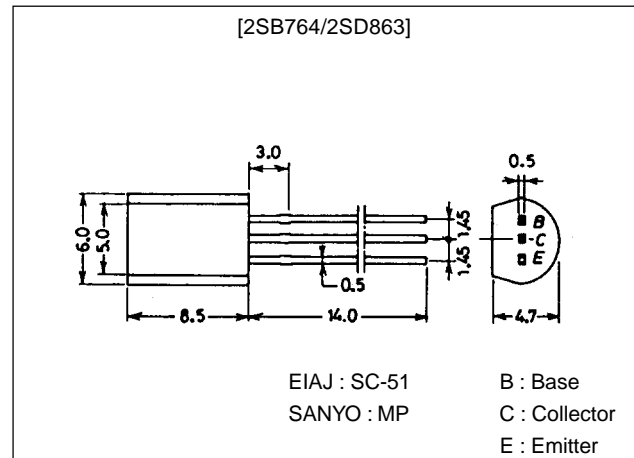 [2SB764/2SD863]
3.0
0.5
6.0
5.0
1.45
1.45
B
C
E
0.5
8.5
14.0
4.7
EIAJ : SC-51
B : Base
SANYO : MP
C : Collector
E : Emitter